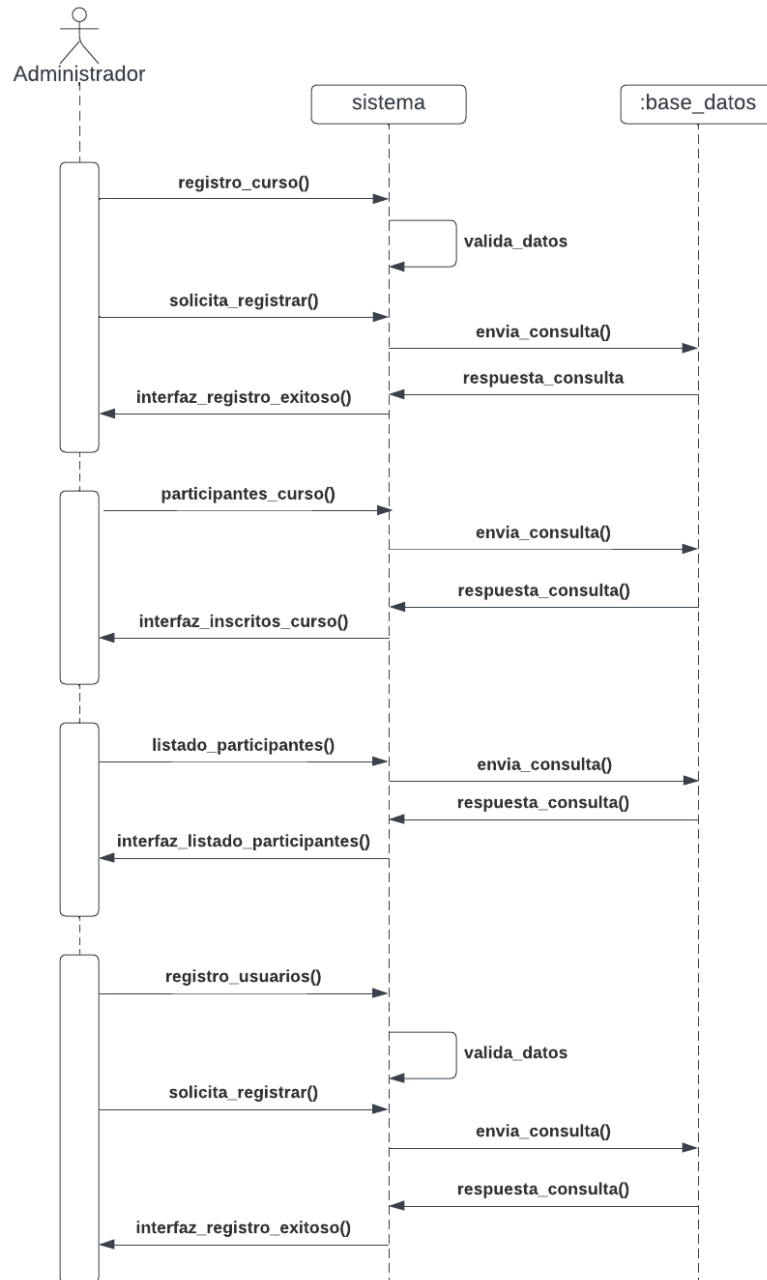 Administrador
sistema
:base_datos
registro_curso()
valida_datos
solicita_registrar()
envia_consulta()
respuesta_consulta
interfaz_registro_exitoso()
participantes_curso()
envia_consulta()
respuesta_consulta()
interfaz_inscritos_curso()
listado_participantes()
envia_consulta()
respuesta_consulta()
interfaz_listado_participantes()
registro_usuarios()
valida_datos
solicita_registrar()
envia_consulta()
respuesta_consulta()
interfaz_registro_exitoso()